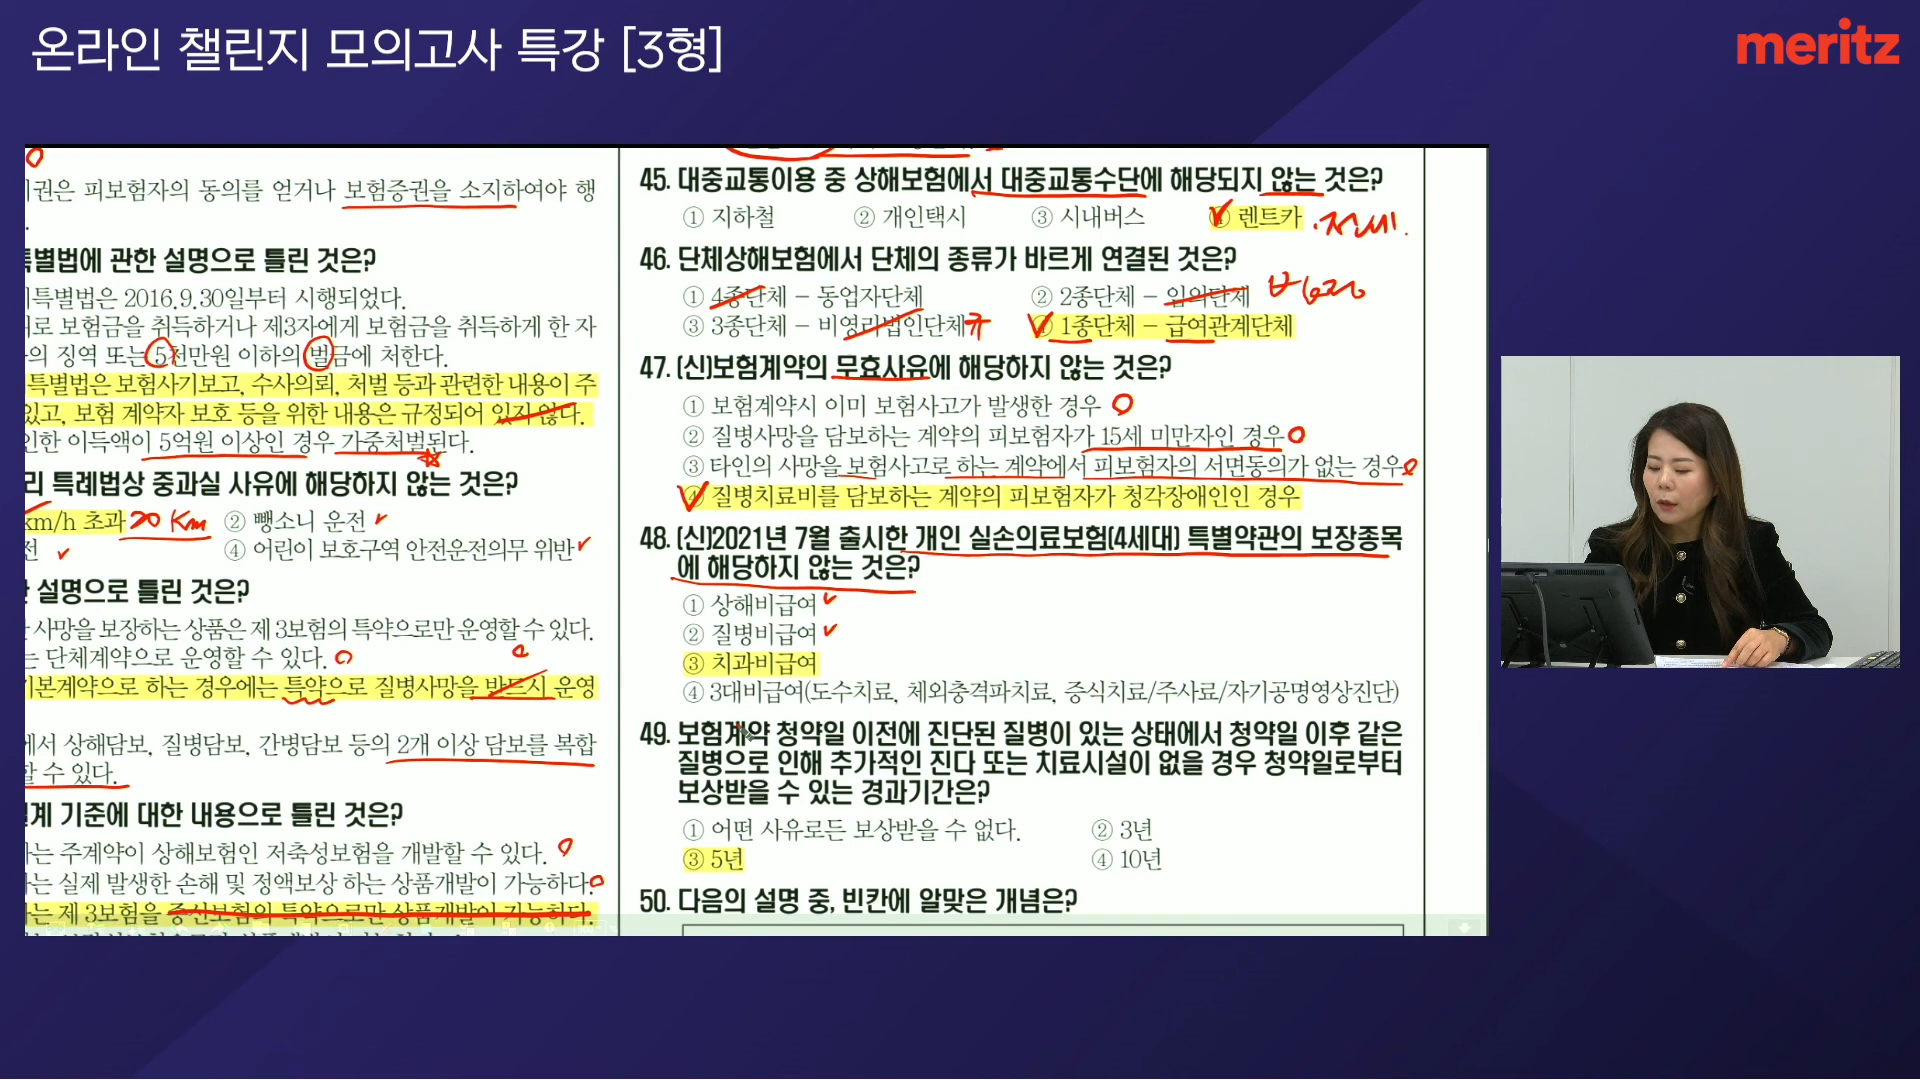 온라인 챌린지 모의고사 특강 [3형]
meritz
권은 피보험자의 동의를 얻거나 보험증권을 소지하여야 행
특별법에 관한 설명으로 틀린 것은?
특별법은 2016.9.30일부터 시행되었다.
로 보험금을 취득하거나 제3자에게 보험금을 취득하게 한 자
의 징역 또는 5천만원 이하의 벌금에 처한다.
특별법은 보험사기보고, 수사의뢰, 처벌 등과 관련한 내용이 주
있고, 보험 계약자 보호 등을 위한 내용은 규정되어 있지 않다.
인한 이득액이 5억원 이상인 경우 가중처벌된다.
리 특례법상 중과실 사유에 해당하지 않는 것은?
km/h 초과 20 Km ② 뺑소니 운전
전 ④ 어린이 보호구역 안전운전의무 위반
설명으로 틀린 것은?
사망을 보장하는 상품은 제3보험의 특약으로만 운영할 수 있다.
는 단체계약으로 운영할 수 있다.
기본계약으로 하는 경우에는 특약으로 질병사망을 반드시 운영
에서 상해담보, 질병담보, 간병담보 등의 2개 이상 담보를 복합
할 수 있다.
계 기준에 대한 내용으로 틀린 것은?
는 주계약이 상해보험인 저축성보험을 개발할 수 있다.
는 실제 발생한 손해 및 정액보상 하는 상품개발이 가능하다.
는 제 3보험을 종신보험의 특약으로만 상품개발이 가능하다.
45. 대중교통이용 중 상해보험에서 대중교통수단에 해당되지 않는 것은?
① 지하철 ② 개인택시 ③ 시내버스 ④ 렌트카 전세
46. 단체상해보험에서 단체의 종류가 바르게 연결된 것은?
① 4종단체 – 동업자단체 ② 2종단체 – 임의단체
③ 3종단체 – 비영리법인단체 ④ 1종단체 – 급여관계단체
47. (신)보험계약의 무효사유에 해당하지 않는 것은?
① 보험계약시 이미 보험사고가 발생한 경우
② 질병사망을 담보하는 계약의 피보험자가 15세 미만자인 경우
③ 타인의 사망을 보험사고로 하는 계약에서 피보험자의 서면동의가 없는 경우
④ 질병치료비를 담보하는 계약의 피보험자가 청각장애인인 경우
48. (신)2021년 7월 출시한 개인 실손의료보험(4세대) 특별약관의 보장종목
에 해당하지 않는 것은?
① 상해비급여
② 질병비급여
③ 치과비급여
④ 3대비급여(도수치료, 체외충격파치료, 증식치료/주사료/자기공명영상진단)
49. 보험계약 청약일 이전에 진단된 질병이 있는 상태에서 청약일 이후 같은
질병으로 인해 추가적인 진다 또는 치료시설이 없을 경우 청약일로부터
보상받을 수 있는 경과기간은?
① 어떤 사유로든 보상받을 수 없다. ② 3년
③ 5년 ④ 10년
50. 다음의 설명 중, 빈칸에 알맞은 개념은?